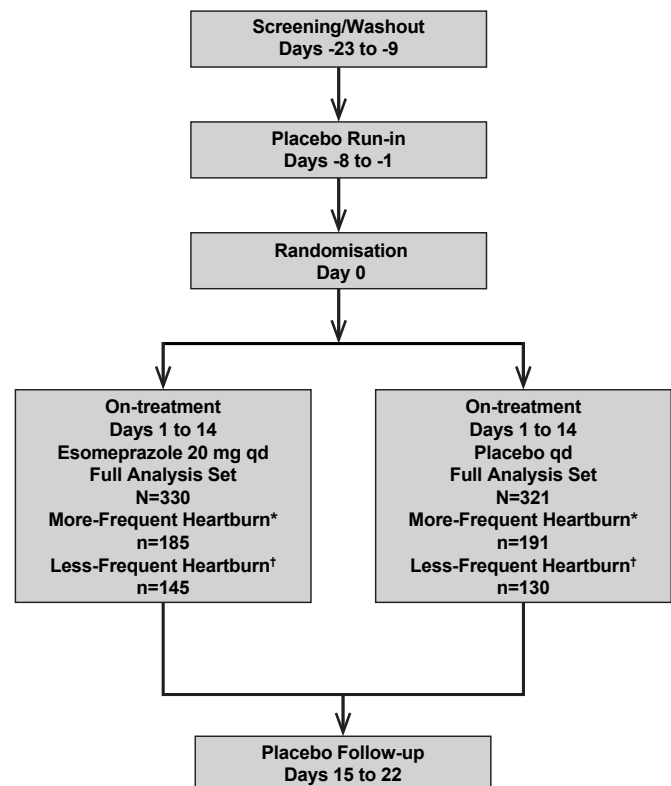 Screening/Washout
Days -23 to -9
Placebo Run-in
Days -8 to -1
Randomisation
Day 0
On-treatment
Days 1 to 14
Esomeprazole 20 mg qd
Full Analysis Set
N=330
More-Frequent Heartburn*
n=185
Less-Frequent Heartburn†
n=145
On-treatment
Days 1 to 14
Placebo qd
Full Analysis Set
N=321
More-Frequent Heartburn*
n=191
Less-Frequent Heartburn†
n=130
Placebo Follow-up
Days 15 to 22